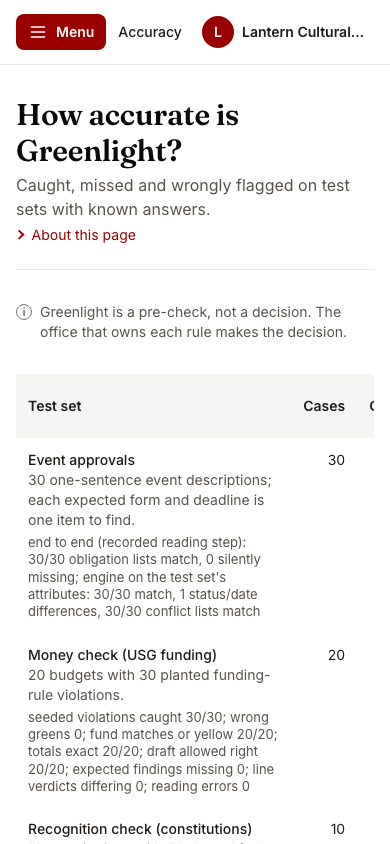 Menu
Accuracy
L
Lantern Cultural...
How accurate is
Greenlight?
Caught, missed and wrongly flagged on test
sets with known answers.
About this page
Greenlight is a pre-check, not a decision. The
office that owns each rule makes the decision.
Test set
Cases
Event approvals
30
30 one-sentence event descriptions;
each expected form and deadline is
one item to find.
end to end (recorded reading step):
30/30 obligation lists match, 0 silently
missing; engine on the test set's
attributes: 30/30 match, 1 status/date
differences, 30/30 conflict lists match
Money check (USG funding)
20
20 budgets with 30 planted funding-
rule violations.
seeded violations caught 30/30; wrong
greens 0; fund matches or yellow 20/20;
totals exact 20/20; draft allowed right
20/20; expected findings missing 0; line
verdicts differing 0; reading errors 0
Recognition check (constitutions)
10